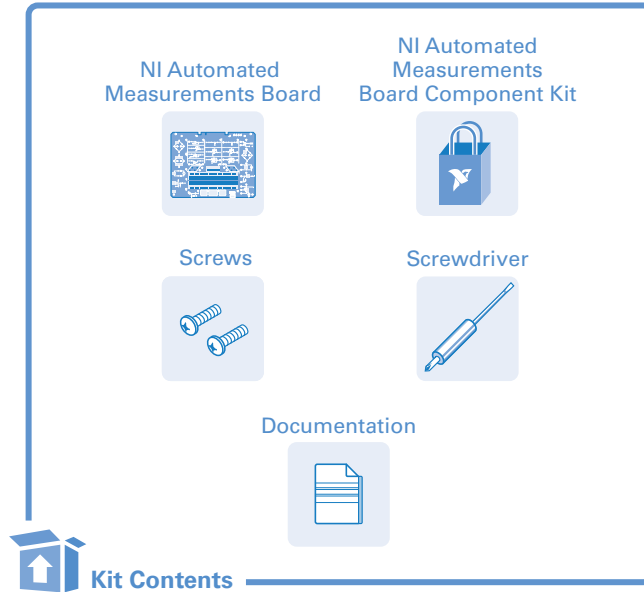 NI Automated
Measurements Board
NI Automated
Measurements
Board Component Kit
Screws
Screwdriver
Documentation
Kit Contents